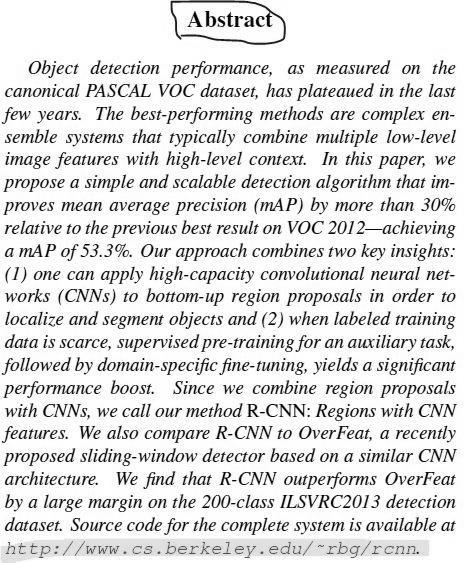 Abstract
Object detection performance, as measured on the
canonical PASCAL VOC dataset, has plateaued in the last
few years. The best-performing methods are complex en-
semble systems that typically combine multiple low-level
image features with high-level context. In this paper, we
propose a simple and scalable detection algorithm that im-
proves mean average precision (mAP) by more than 30%
relative to the previous best result on VOC 2012—achieving
a mAP of 53.3%. Our approach combines two key insights:
(1) one can apply high-capacity convolutional neural net-
works (CNNs) to bottom-up region proposals in order to
localize and segment objects and (2) when labeled training
data is scarce, supervised pre-training for an auxiliary task,
followed by domain-specific fine-tuning, yields a significant
performance boost. Since we combine region proposals
with CNNs, we call our method R-CNN: Regions with CNN
features. We also compare R-CNN to OverFeat, a recently
proposed sliding-window detector based on a similar CNN
architecture. We find that R-CNN outperforms OverFeat
by a large margin on the 200-class ILSVRC2013 detection
dataset. Source code for the complete system is available at
http://www.cs.berkeley.edu/~rbg/rcnn.